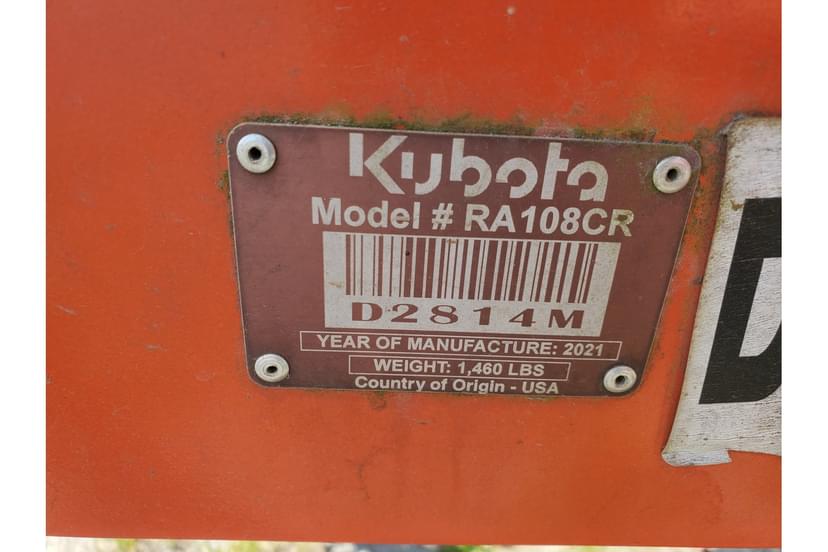 Kubota
Model # RA108CR
D2814M
YEAR OF MANUFACTURE: 2021
WEIGHT: 1,460 LBS
Country of Origin - USA